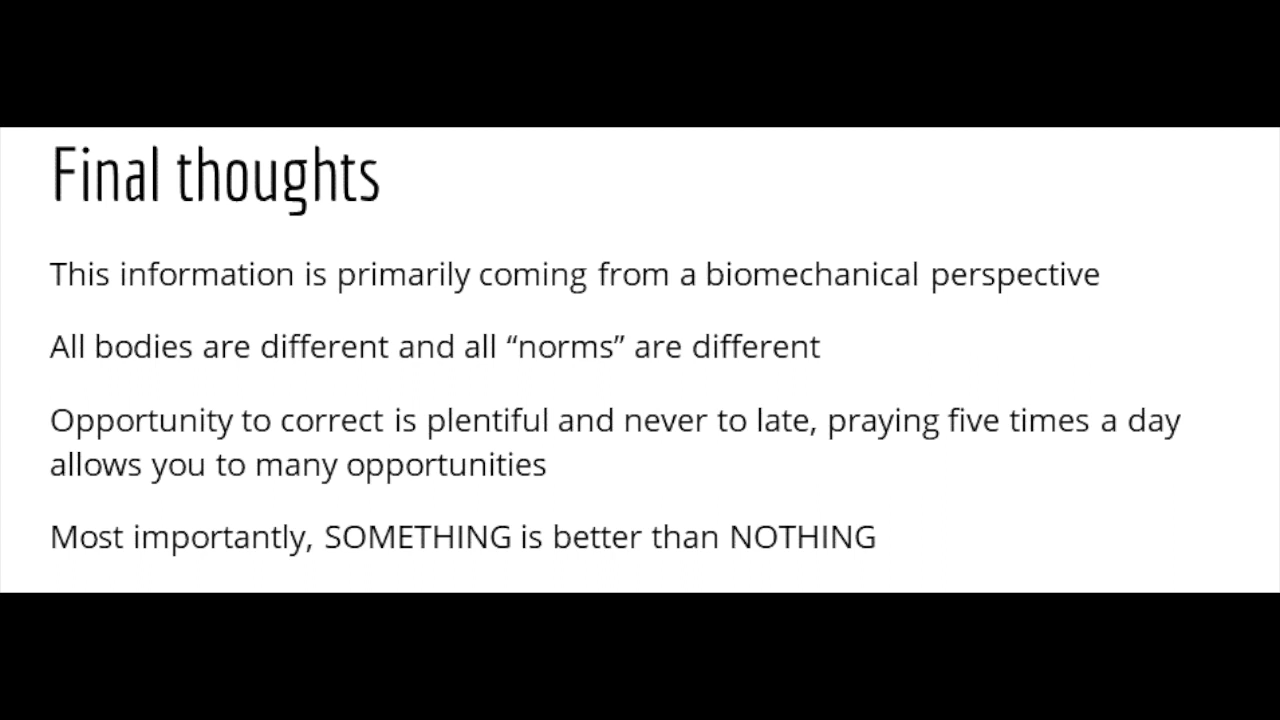 Final thoughts
This information is primarily coming from a biomechanical perspective
All bodies are different and all “norms” are different
Opportunity to correct is plentiful and never to late, praying five times a day
allows you to many opportunities
Most importantly, SOMETHING is better than NOTHING